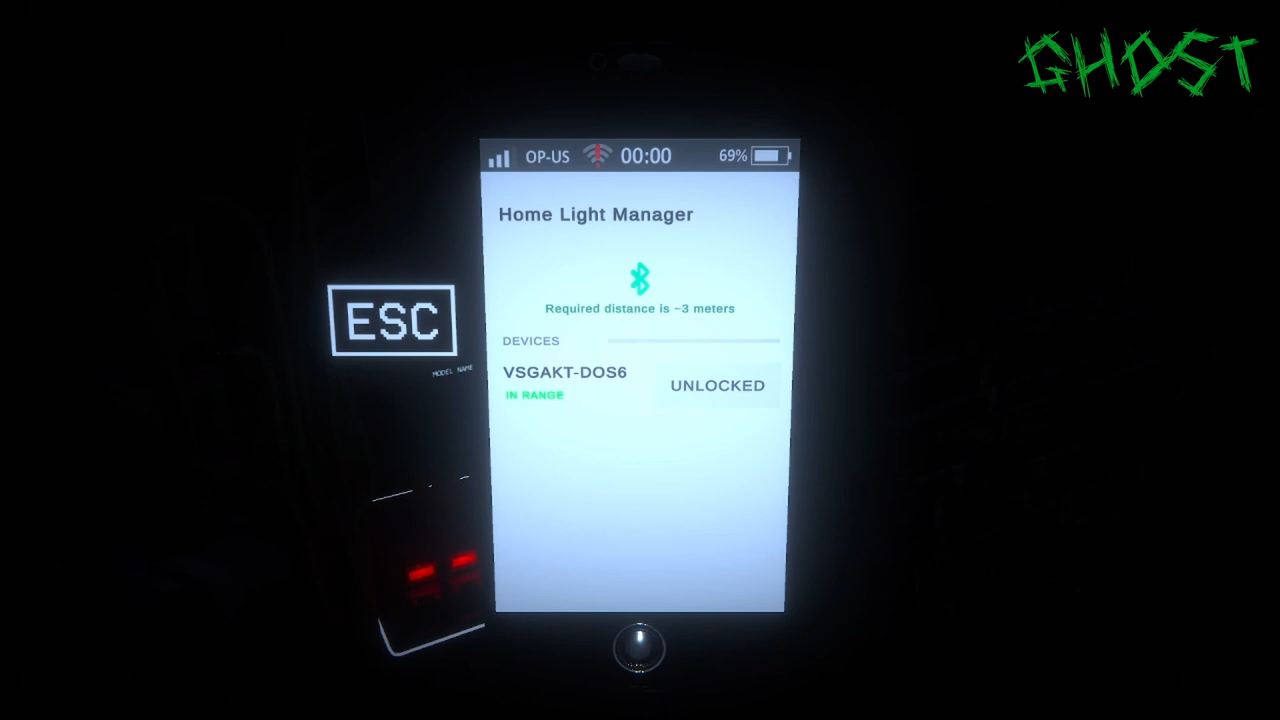 GHOST
OP-US 00:00 69%
Home Light Manager
Required distance is ~3 meters
ESC
DEVICES
MODEL NAME
VSGAKT-DOS6
UNLOCKED
IN RANGE